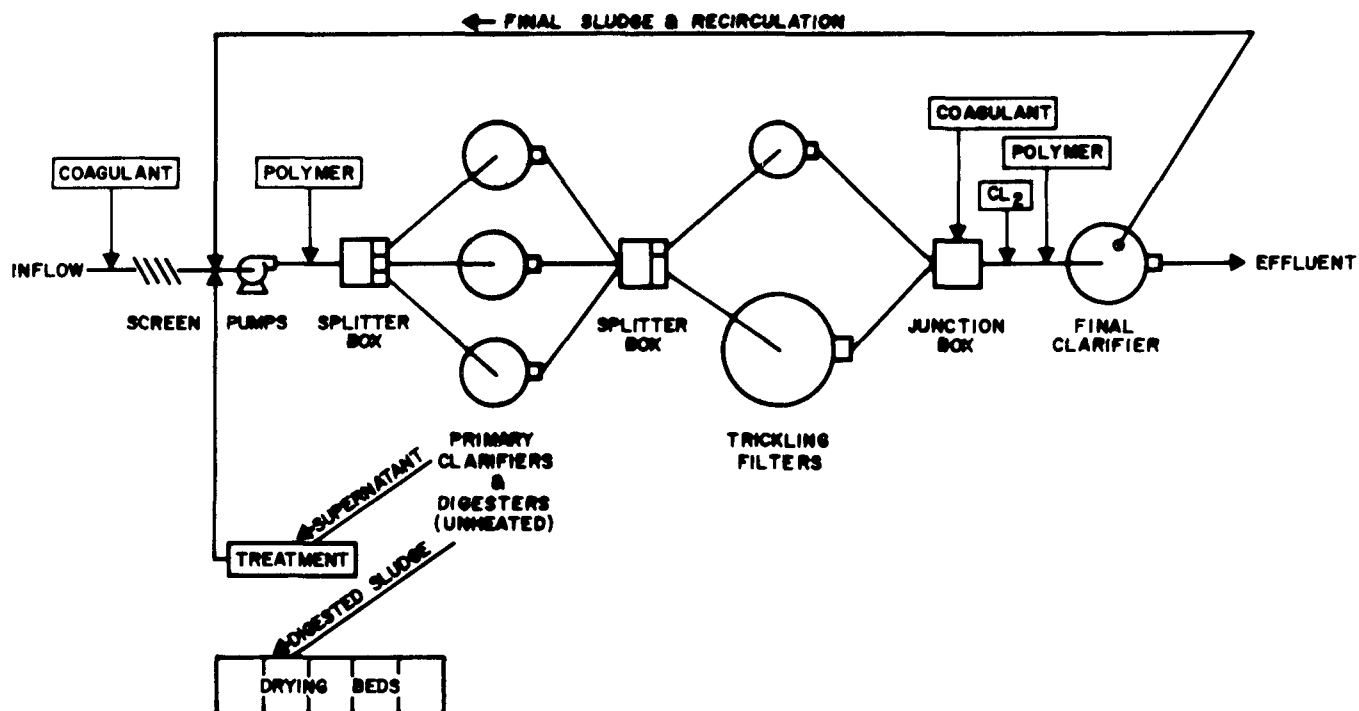 FINAL SLUDGE & RECIRCULATION
COAGULANT
POLYMER
CL2
COAGULANT
POLYMER
INFLOW
EFFLUENT
SCREEN
PUMPS
SPLITTER
BOX
SPLITTER
BOX
JUNCTION
BOX
FINAL
CLARIFIER
PRIMARY
CLARIFIERS
&
DIGESTERS
(UNHEATED)
TRICKLING
FILTERS
SUPERNATANT
TREATMENT
DIGESTED SLUDGE
DRYING BEDS